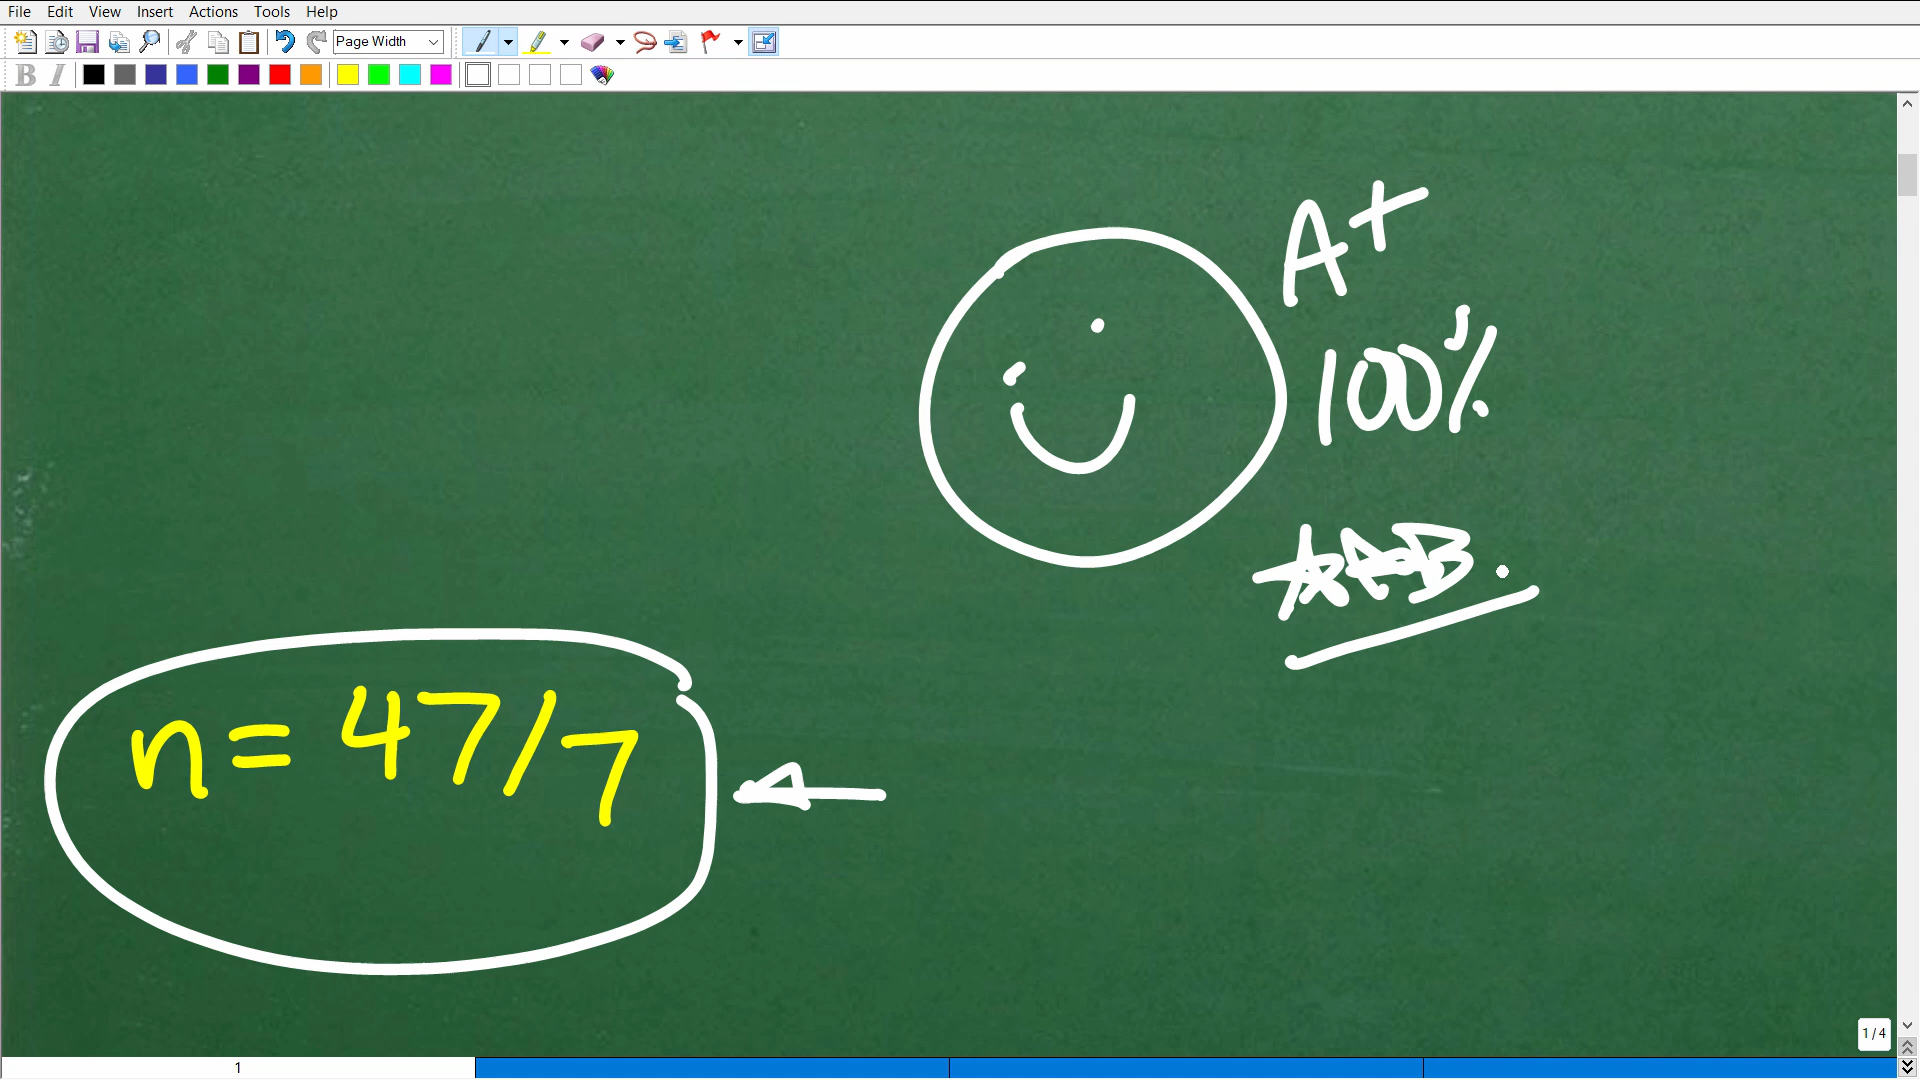 File Edit View Insert Actions Tools Help
Page Width
B I
A+
100%
n = 47/7
1 / 4
1